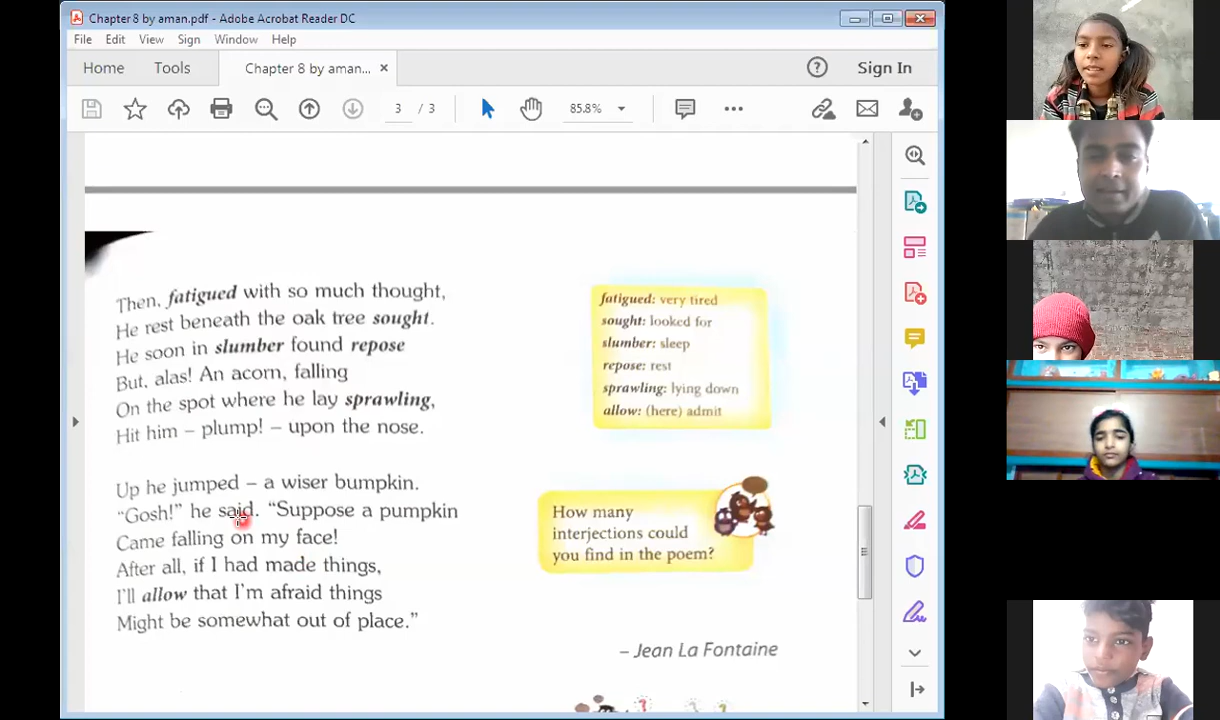 Chapter 8 by aman.pdf - Adobe Acrobat Reader DC
File Edit View Sign Window Help
Home Tools Chapter 8 by aman... × Sign In
3 / 3 85.8%
Then, fatigued with so much thought,
He rest beneath the oak tree sought.
He soon in slumber found repose
But, alas! An acorn, falling
On the spot where he lay sprawling,
Hit him – plump! – upon the nose.
Up he jumped – a wiser bumpkin.
“Gosh!” he said. “Suppose a pumpkin
Came falling on my face!
After all, if I had made things,
I'll allow that I'm afraid things
Might be somewhat out of place.”
fatigued: very tired
sought: looked for
slumber: sleep
repose: rest
sprawling: lying down
allow: (here) admit
How many
interjections could
you find in the poem?
– Jean La Fontaine